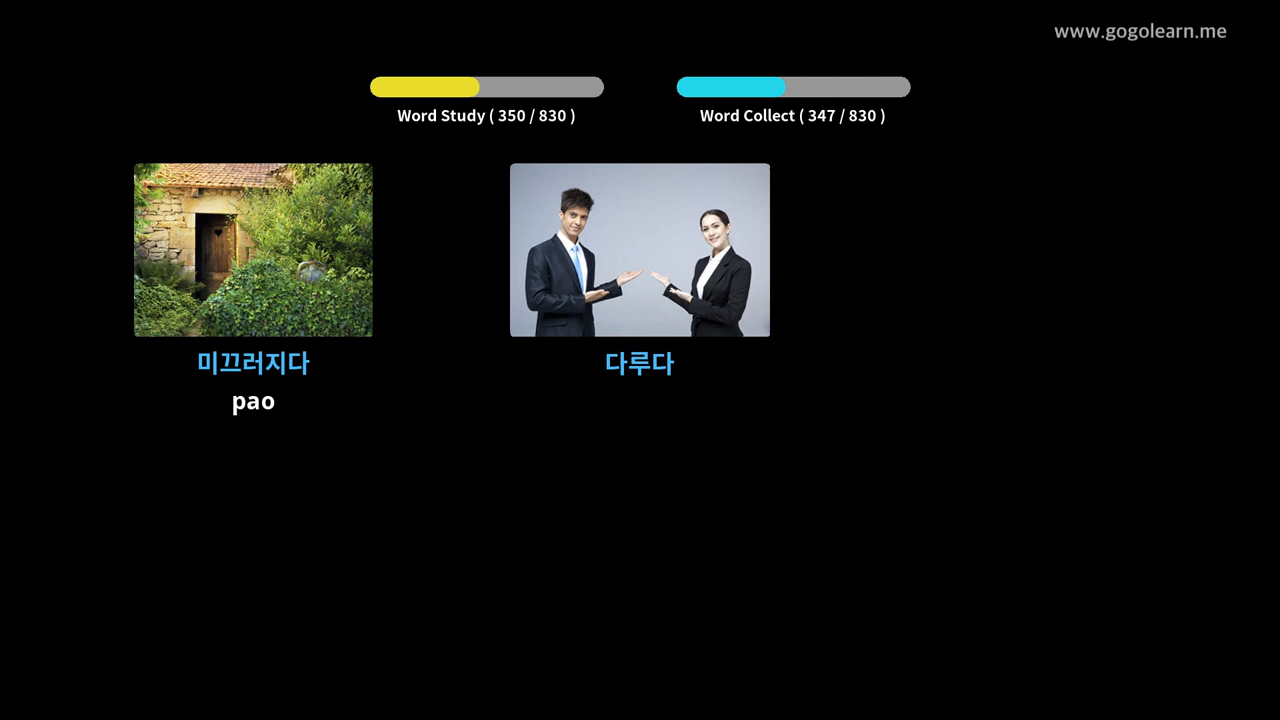 www.gogolearn.me
Word Study ( 350 / 830 )
Word Collect ( 347 / 830 )
미끄러지다
pao
다루다